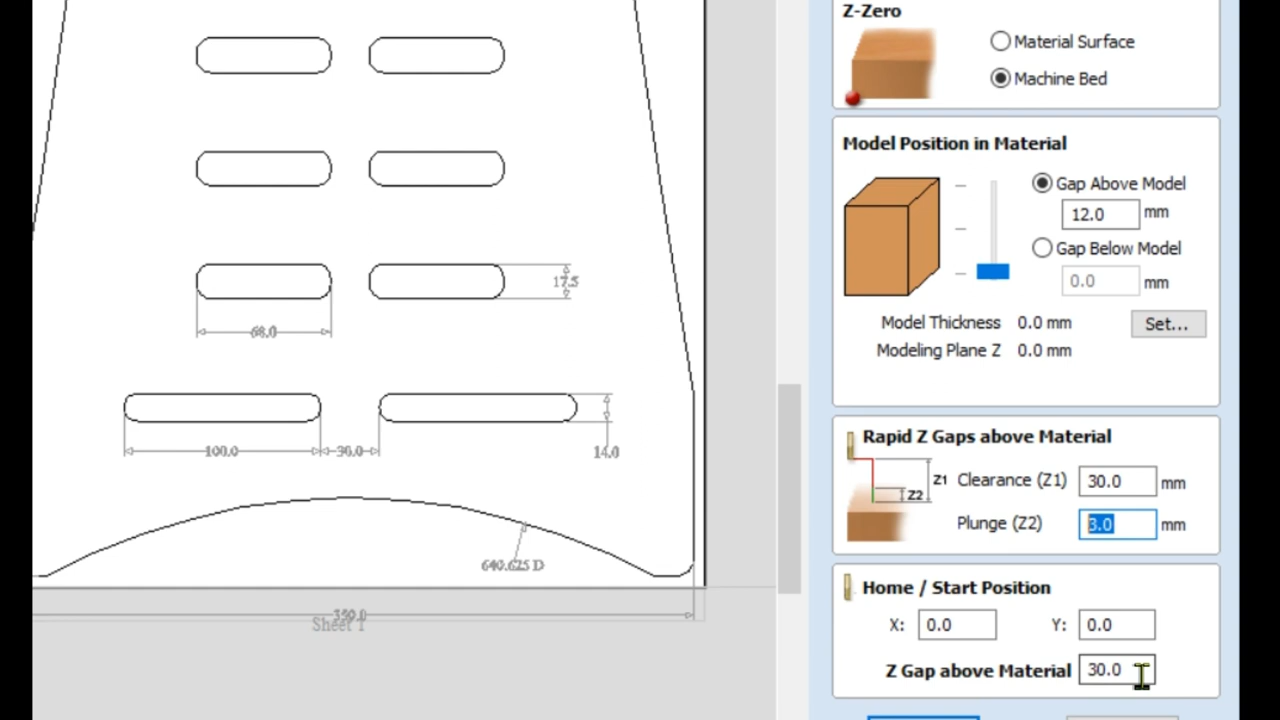 17.5
68.0
100.0
30.0
14.0
640.625 D
350.0
Sheet 1
Z-Zero
Material Surface
Machine Bed
Model Position in Material
Gap Above Model
12.0 mm
Gap Below Model
0.0 mm
Model Thickness 0.0 mm
Set...
Modeling Plane Z 0.0 mm
Rapid Z Gaps above Material
Z1 Clearance (Z1) 30.0 mm
Z2 Plunge (Z2) 3.0 mm
Home / Start Position
X: 0.0 Y: 0.0
Z Gap above Material 30.0